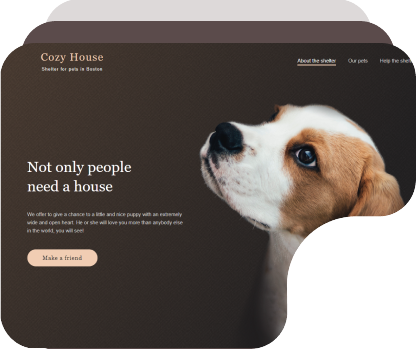 Cozy House
Shelter for pets in Boston
About the shelter
Our pets
Help the
Not only people
need a house
We offer to give a chance to a little and nice puppy with an extremely
wide and open heart. He or she will love you more than anybody else
in the world, you will see!
Make a friend